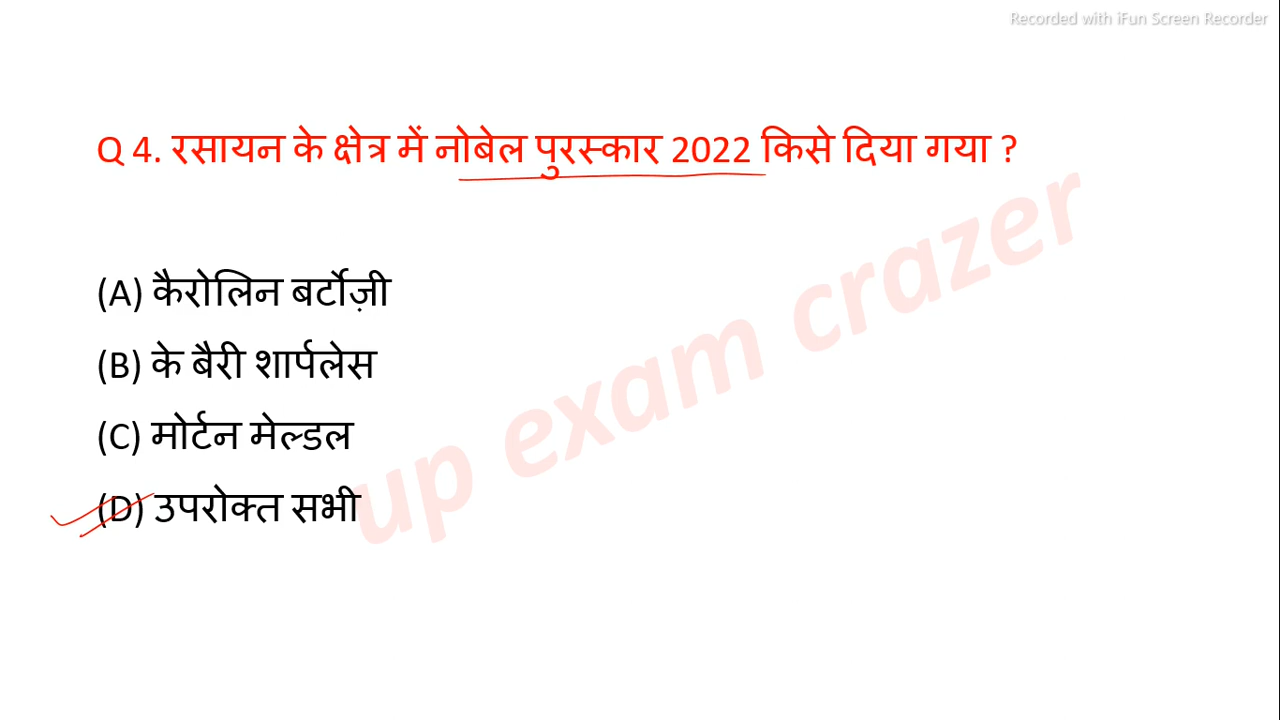 Recorded with iFun Screen Recorder
Q 4. रसायन के क्षेत्र में नोबेल पुरस्कार 2022 किसे दिया गया ?
(A) कैरोलिन बर्टोज़ी
(B) के बैरी शार्पलेस
(C) मोर्टन मेल्डल
(D) उपरोक्त सभी
up exam crazer